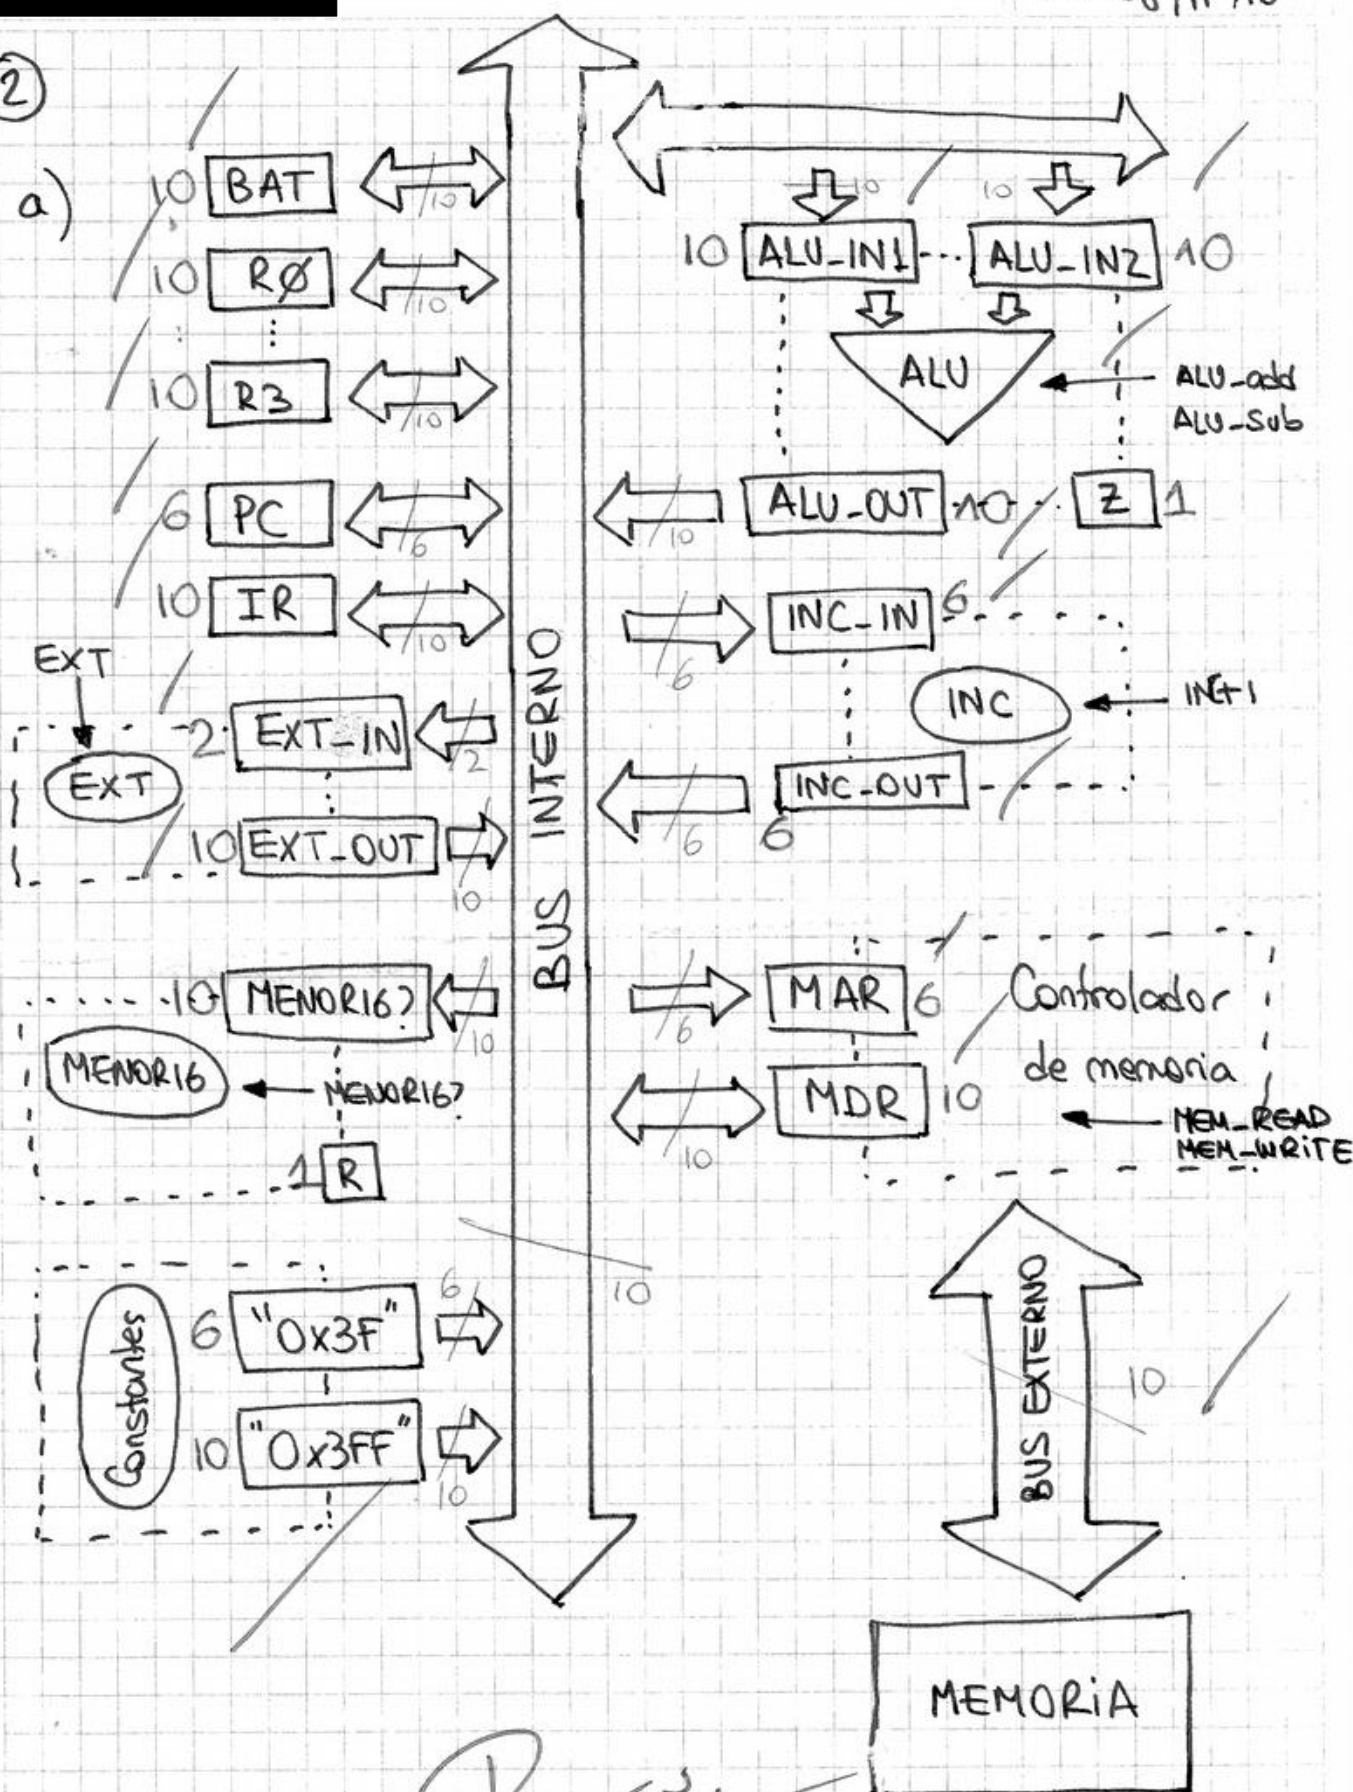 2
a)
10 BAT 10
10 RØ 10
10 R3 10
6 PC 6
10 IR 10
EXT
EXT
2 EXT_IN 2
10 EXT_OUT 10
10 MENOR16? 10
MENOR16
MENOR16?
1 R
Constantes
6 "0x3F" 6
10 "0x3FF" 10
BUS INTERNO
10
10 10
10 ALU_IN1 ALU_IN2 10
ALU
ALU_add
ALU_sub
10 ALU_OUT 10 Z 1
6 INC_IN 6
INC
6 INC_OUT 6
6 MAR 6
10 MDR 10
Controlador
de memoria
MEM_READ
MEM_WRITE
BUS EXTERNO
10
MEMORiA